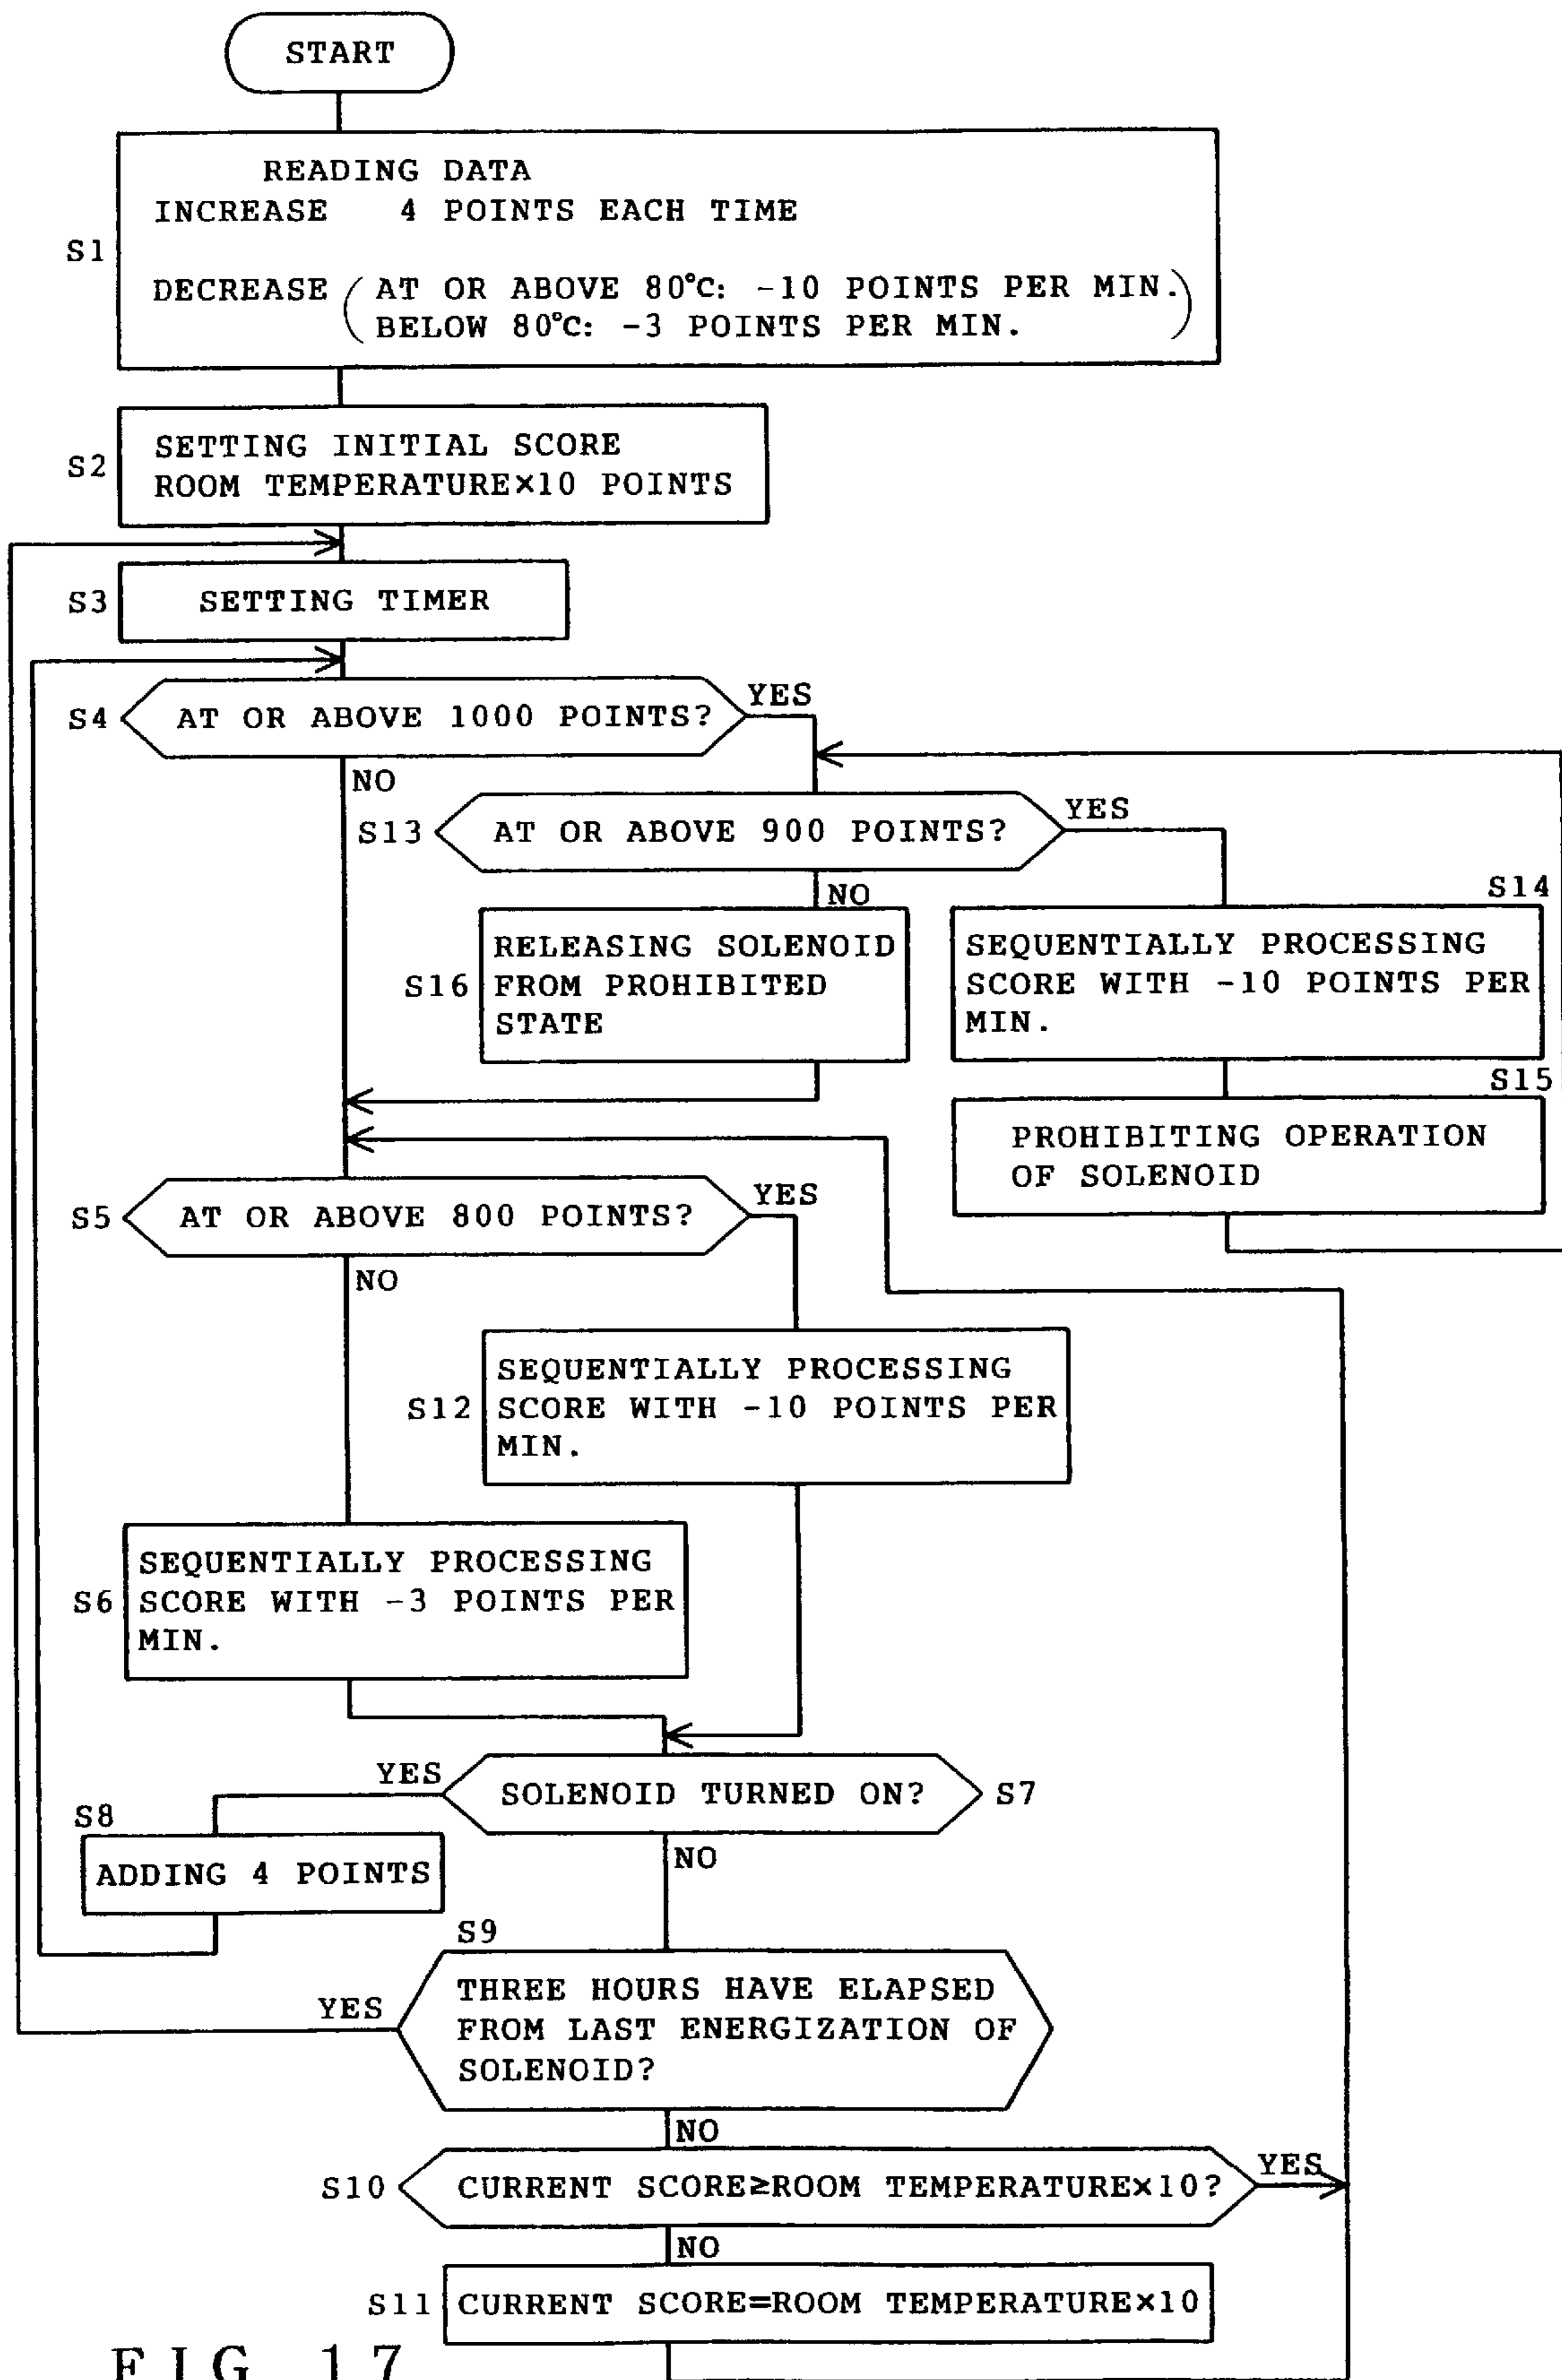 START
READING DATA
INCREASE 4 POINTS EACH TIME
S1
DECREASE (AT OR ABOVE 80°C: -10 POINTS PER MIN.
BELOW 80°C: -3 POINTS PER MIN.)
S2
SETTING INITIAL SCORE
ROOM TEMPERATURE×10 POINTS
S3 SETTING TIMER
S4 AT OR ABOVE 1000 POINTS? YES
NO
S13 AT OR ABOVE 900 POINTS? YES
NO
S14
SEQUENTIALLY PROCESSING
SCORE WITH -10 POINTS PER
MIN.
S16
RELEASING SOLENOID
FROM PROHIBITED
STATE
S15
PROHIBITING OPERATION
OF SOLENOID
S5 AT OR ABOVE 800 POINTS? YES
NO
S12
SEQUENTIALLY PROCESSING
SCORE WITH -10 POINTS PER
MIN.
S6
SEQUENTIALLY PROCESSING
SCORE WITH -3 POINTS PER
MIN.
YES SOLENOID TURNED ON? S7
NO
S8
ADDING 4 POINTS
S9
YES
THREE HOURS HAVE ELAPSED
FROM LAST ENERGIZATION OF
SOLENOID?
NO
S10 CURRENT SCORE≥ROOM TEMPERATURE×10? YES
NO
S11 CURRENT SCORE=ROOM TEMPERATURE×10
FIG. 17